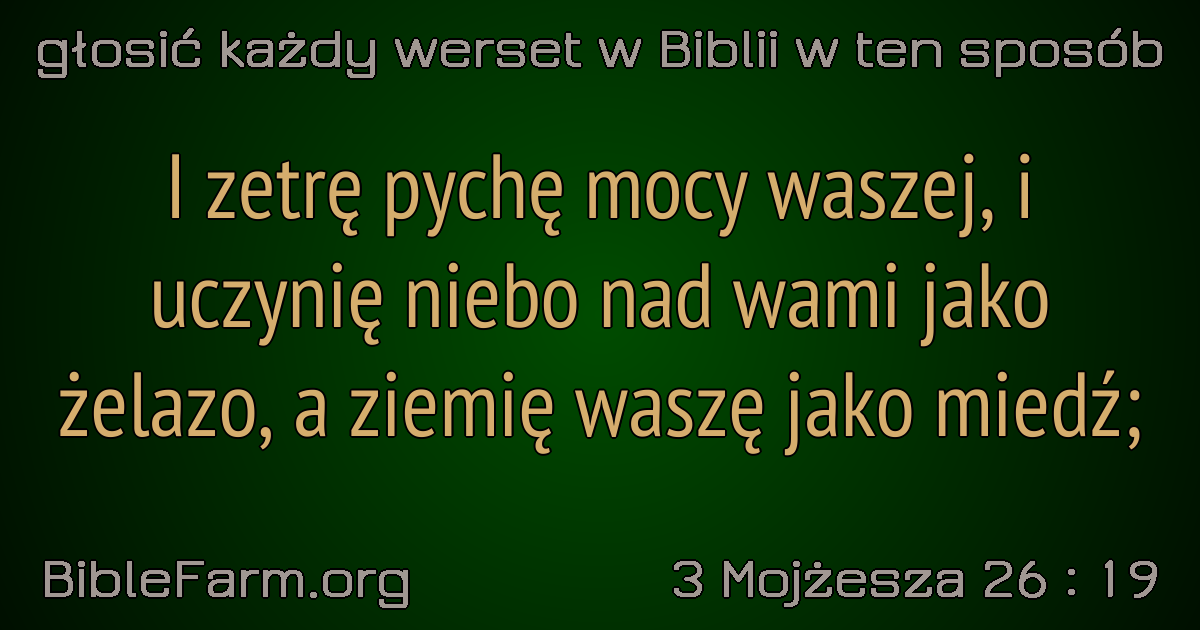 głosić każdy werset w Biblii w ten sposób
I zetrę pychę mocy waszej, i
uczynię niebo nad wami jako
żelazo, a ziemię waszę jako miedź;
BibleFarm.org
3 Mojżesza 26 : 19